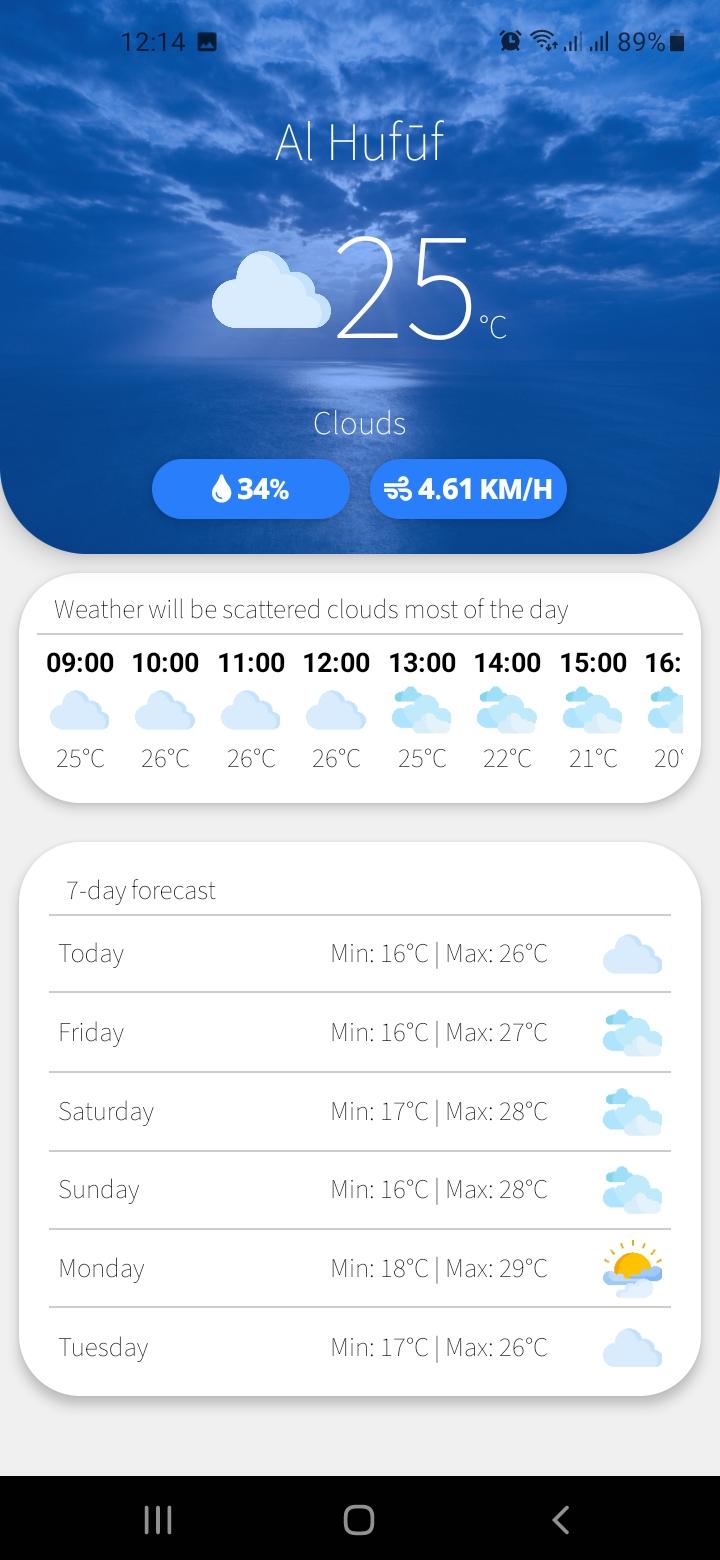 12:14 89%
Al Hufūf
25 °C
Clouds
34% 4.61 KM/H
Weather will be scattered clouds most of the day
09:00 10:00 11:00 12:00 13:00 14:00 15:00 16:
25°C 26°C 26°C 26°C 25°C 22°C 21°C 20°
7-day forecast
Today Min: 16°C | Max: 26°C
Friday Min: 16°C | Max: 27°C
Saturday Min: 17°C | Max: 28°C
Sunday Min: 16°C | Max: 28°C
Monday Min: 18°C | Max: 29°C
Tuesday Min: 17°C | Max: 26°C